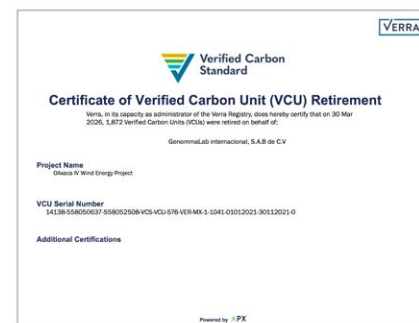 VERRA
Verified Carbon
Standard
Certificate of Verified Carbon Unit (VCU) Retirement
Verra, in its capacity as administrator of the Verra Registry, does hereby certify that on 30 Mar
2026, 1,872 Verified Carbon Units (VCUs) were retired on behalf of:
GenommaLab internacional, S.A.B de C.V
Project Name
OAxaca IV Wind Energy Project
VCU Serial Number
14138-558050637-558052508-VCS-VCU-576-VER-MX-1-1041-01012021-30112021-0
Additional Certifications
Powered by APX